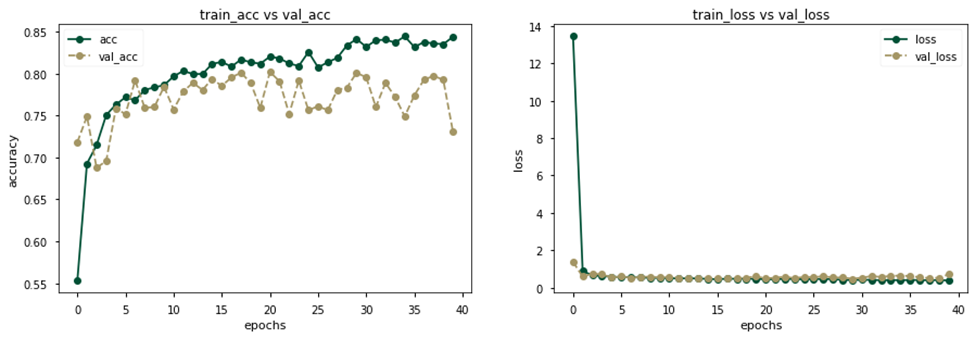 train_acc vs val_acc
0.85
0.80
0.75
0.70
0.65
0.60
0.55
accuracy
acc
val_acc
0 5 10 15 20 25 30 35 40
epochs
train_loss vs val_loss
14
12
10
8
6
4
2
0
loss
loss
val_loss
0 5 10 15 20 25 30 35 40
epochs